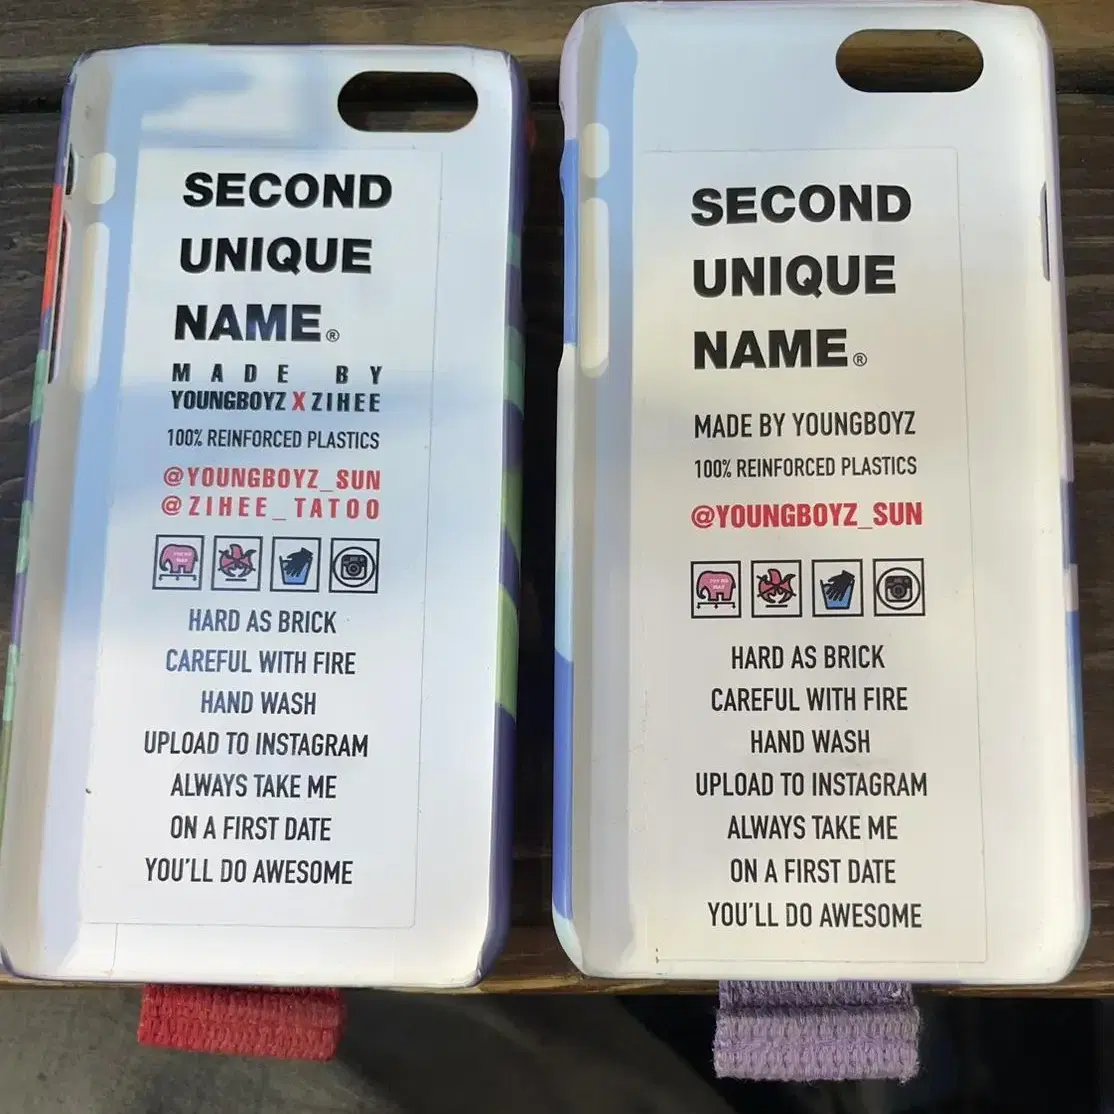 SECOND
UNIQUE
NAME®
MADE BY
YOUNGBOYZ X ZIHEE
100% REINFORCED PLASTICS
@YOUNGBOYZ_SUN
@ZIHEE_TATOO
HARD AS BRICK
CAREFUL WITH FIRE
HAND WASH
UPLOAD TO INSTAGRAM
ALWAYS TAKE ME
ON A FIRST DATE
YOU'LL DO AWESOME
SECOND
UNIQUE
NAME®
MADE BY YOUNGBOYZ
100% REINFORCED PLASTICS
@YOUNGBOYZ_SUN
HARD AS BRICK
CAREFUL WITH FIRE
HAND WASH
UPLOAD TO INSTAGRAM
ALWAYS TAKE ME
ON A FIRST DATE
YOU'LL DO AWESOME